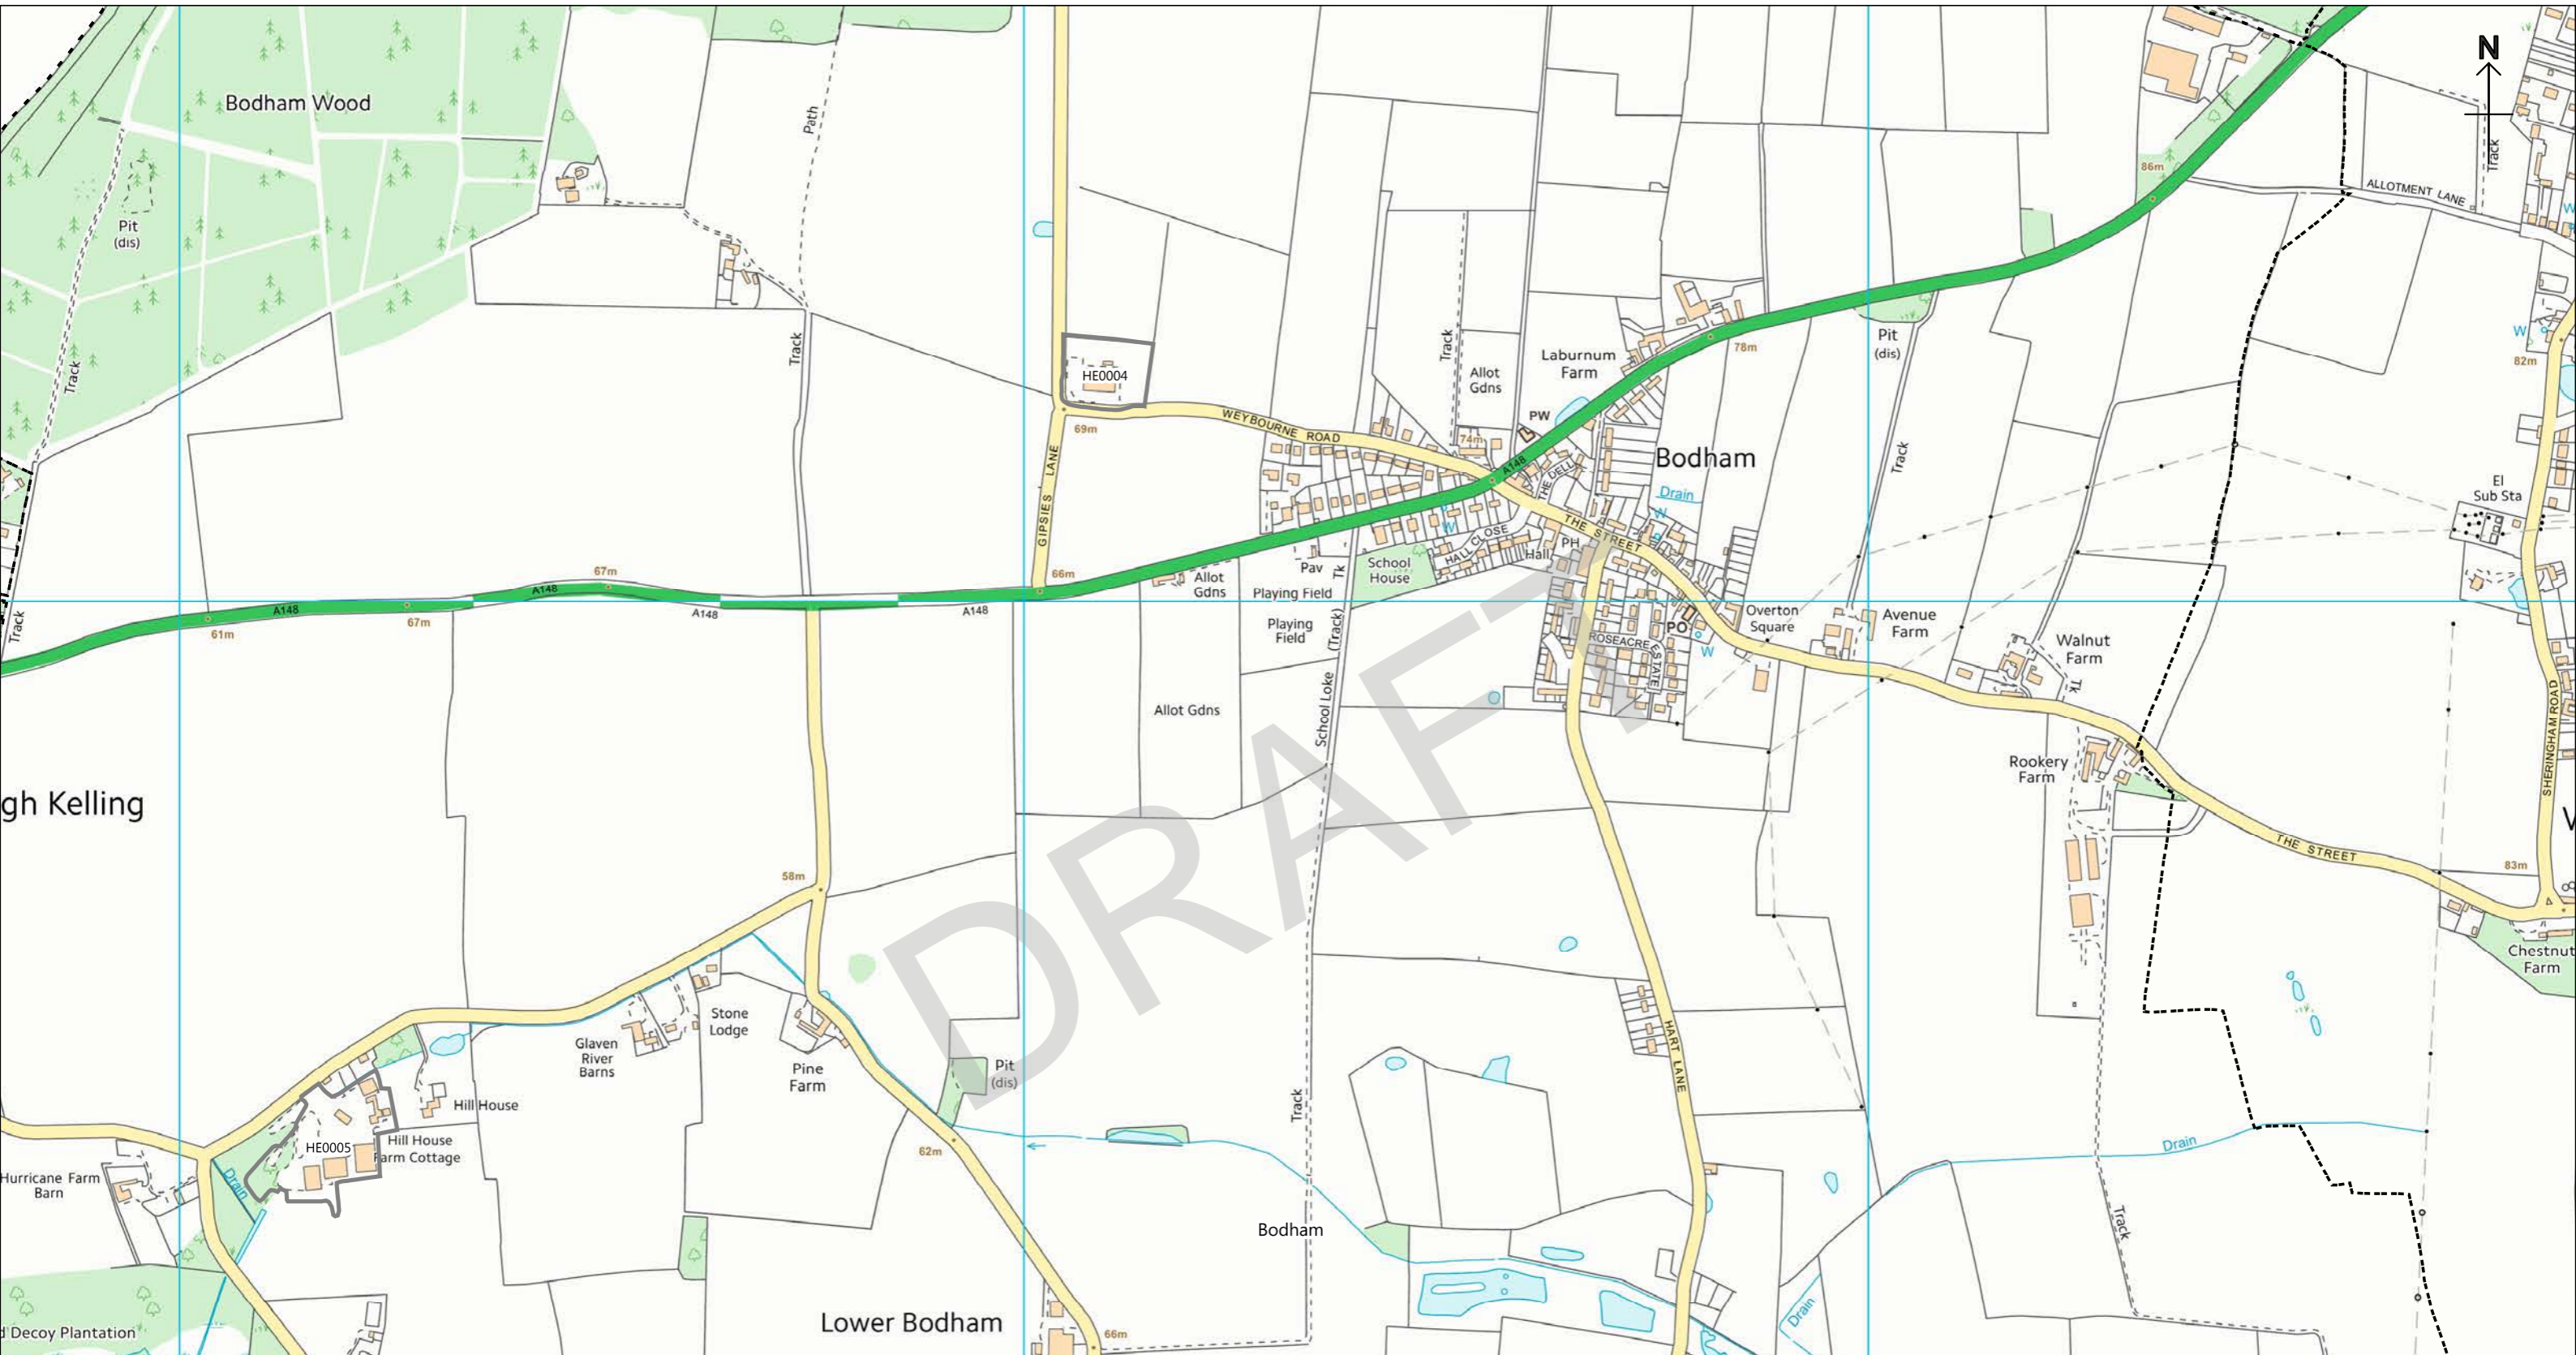 N
Bodham Wood
Path
Track
86m
ALLOTMENT LANE
Pit
(dis)
W
Track
Track
HE0004
Track
Laburnum
Farm
78m
Pit
(dis)
W
82m
Allot
Gdns
PW
69m
WEYBOURNE ROAD
74m
A148
THE DELL
Bodham
Track
Drain
El
Sub Sta
GIPSIES LANE
W
W
THE STREET
HALL CLOSE
Hall
PH
67m
66m
Pav
Tk
School
House
A148
A148
A148
A148
61m
67m
Track
Allot
Gdns
Playing Field
Playing
Field
(Track)
Overton
Square
PO
W
ROSEACRE ESTATE
Avenue
Farm
Walnut
Farm
Tk
Allot Gdns
School Loke
SHERINGHAM ROAD
Rookery
Farm
gh Kelling
THE STREET
83m
58m
DRAFT
Chestnut
Farm
Stone
Lodge
Glaven
River
Barns
Pine
Farm
Pit
(dis)
HART LANE
Hill House
Track
HE0005
Hill House
Farm Cottage
62m
Drain
Hurricane Farm
Barn
Drain
Bodham
Track
Drain
Lower Bodham
66m
d Decoy Plantation